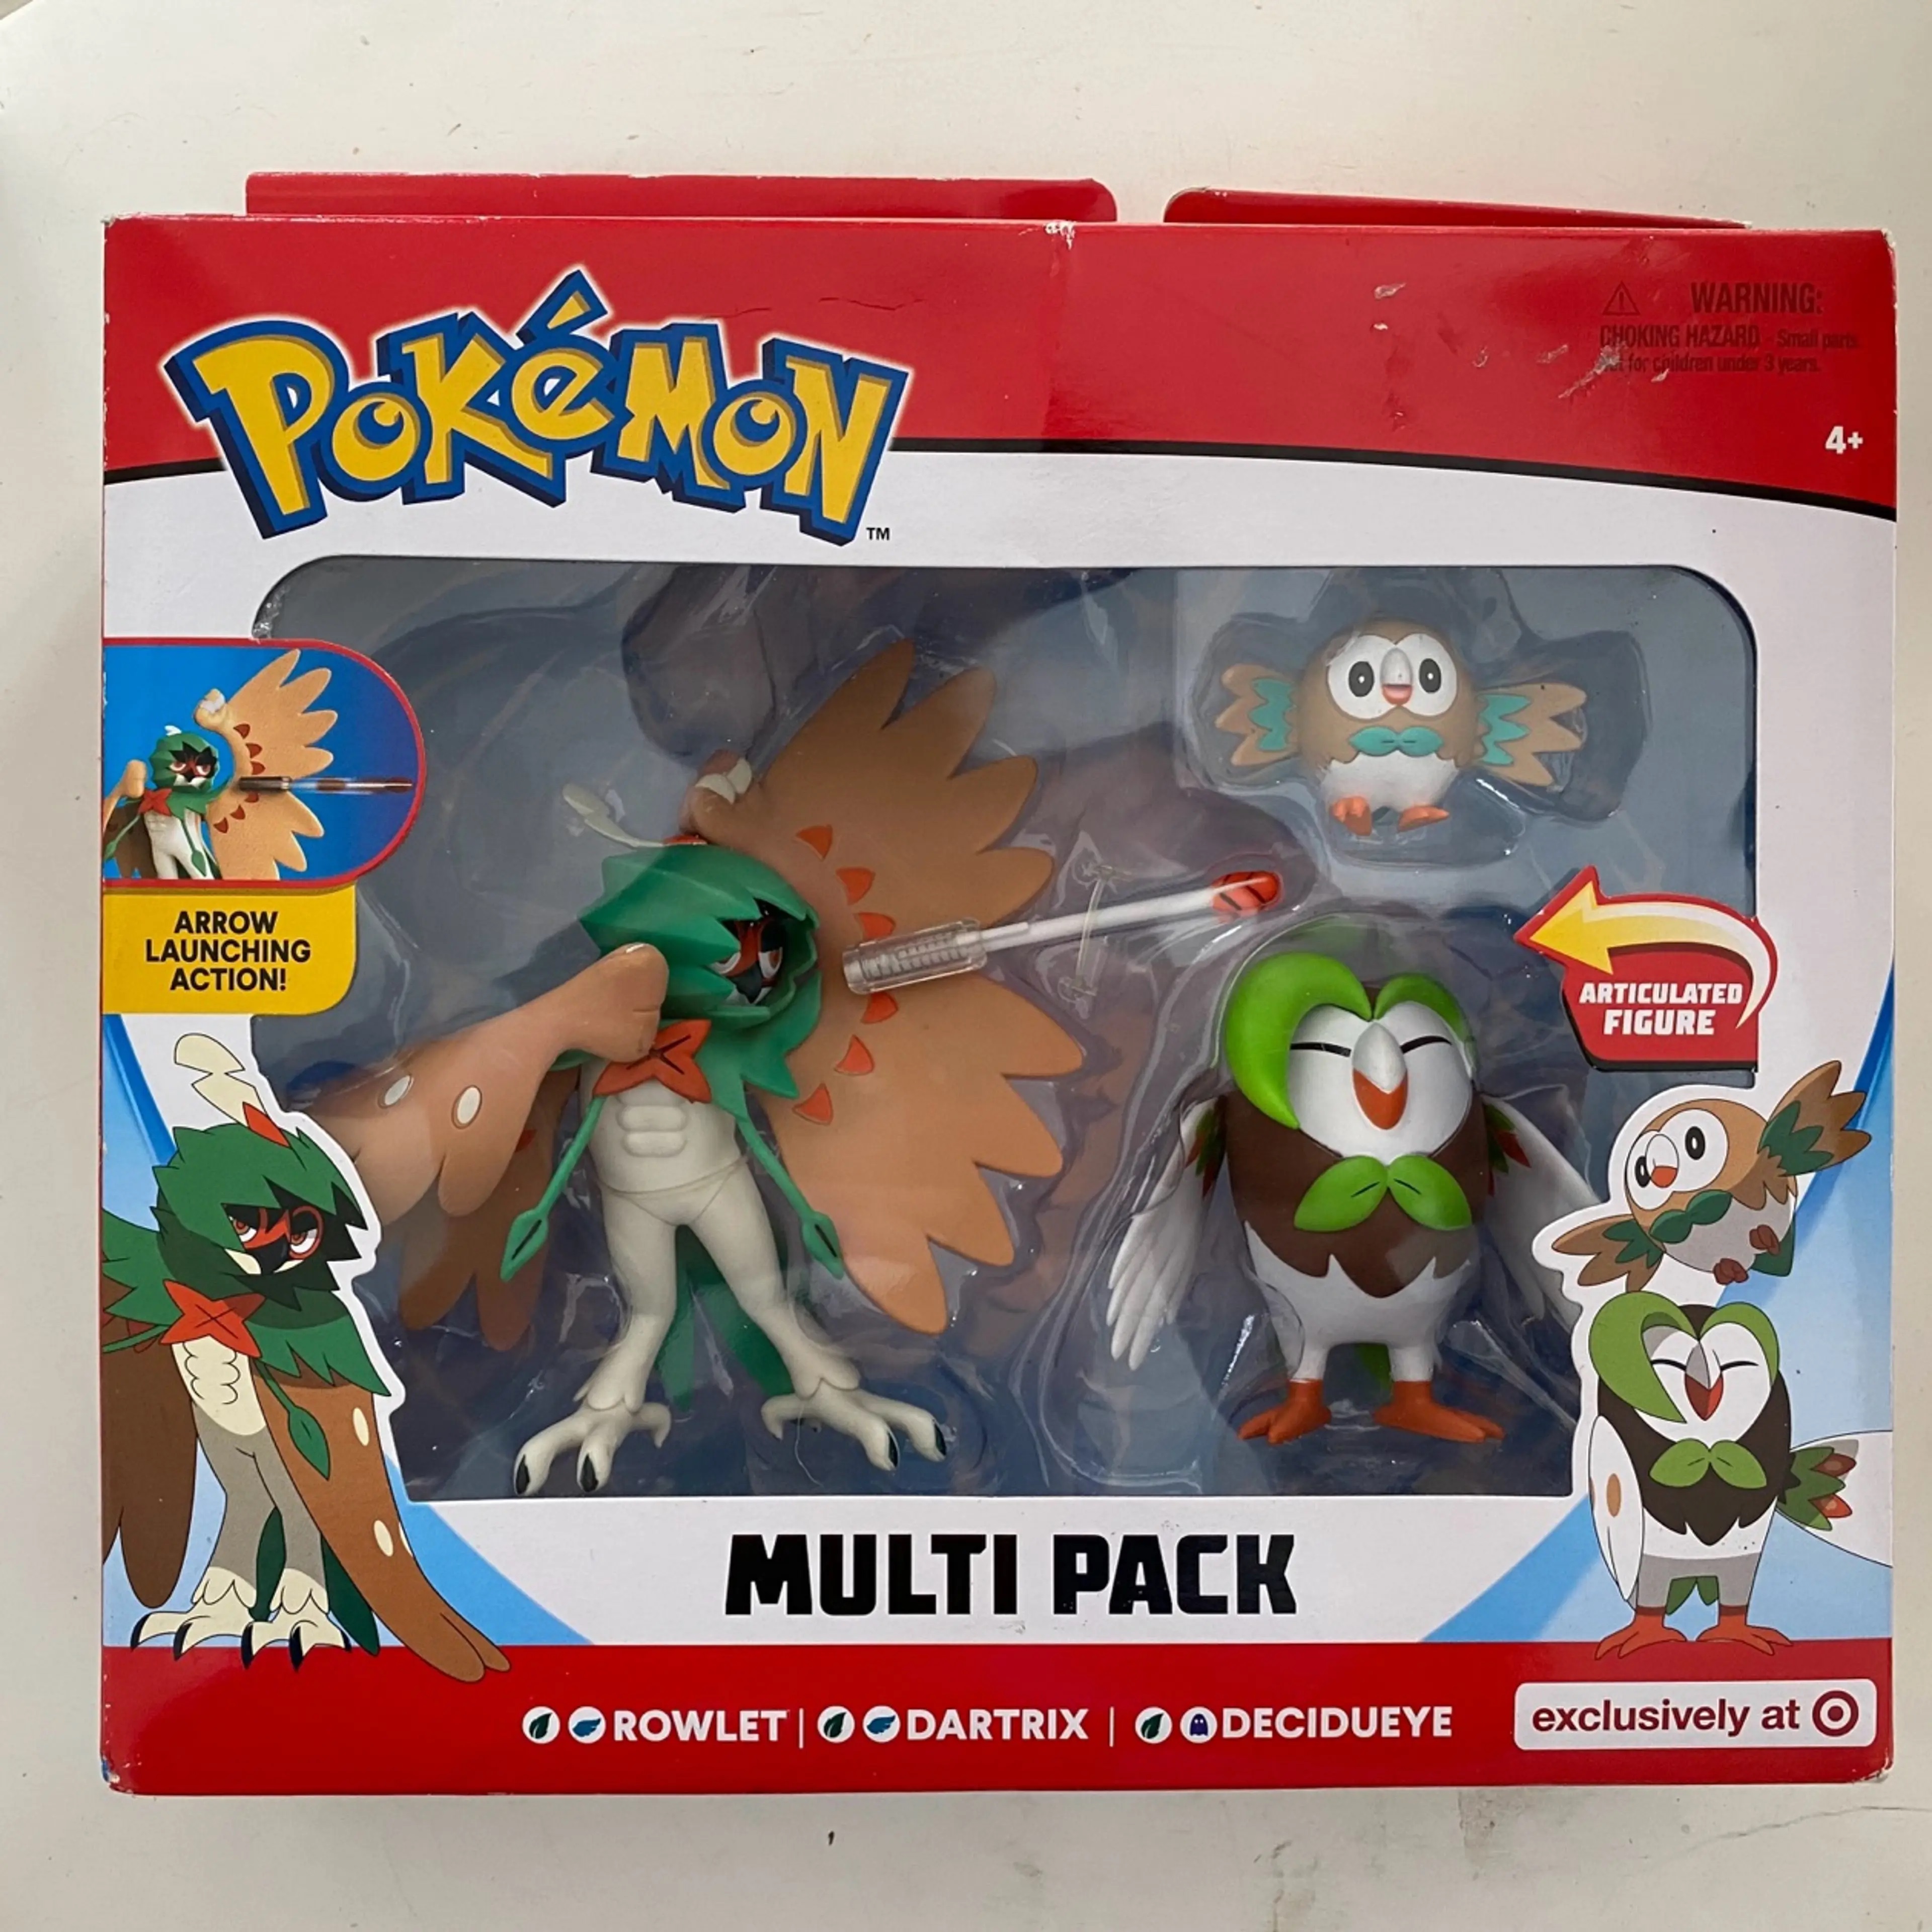 POKéMON
TM
WARNING:
CHOKING HAZARD - Small parts
Not for children under 3 years.
4+
ARROW
LAUNCHING
ACTION!
ARTICULATED
FIGURE
MULTI PACK
ROWLET | DARTRIX | DECIDUEYE
exclusively at